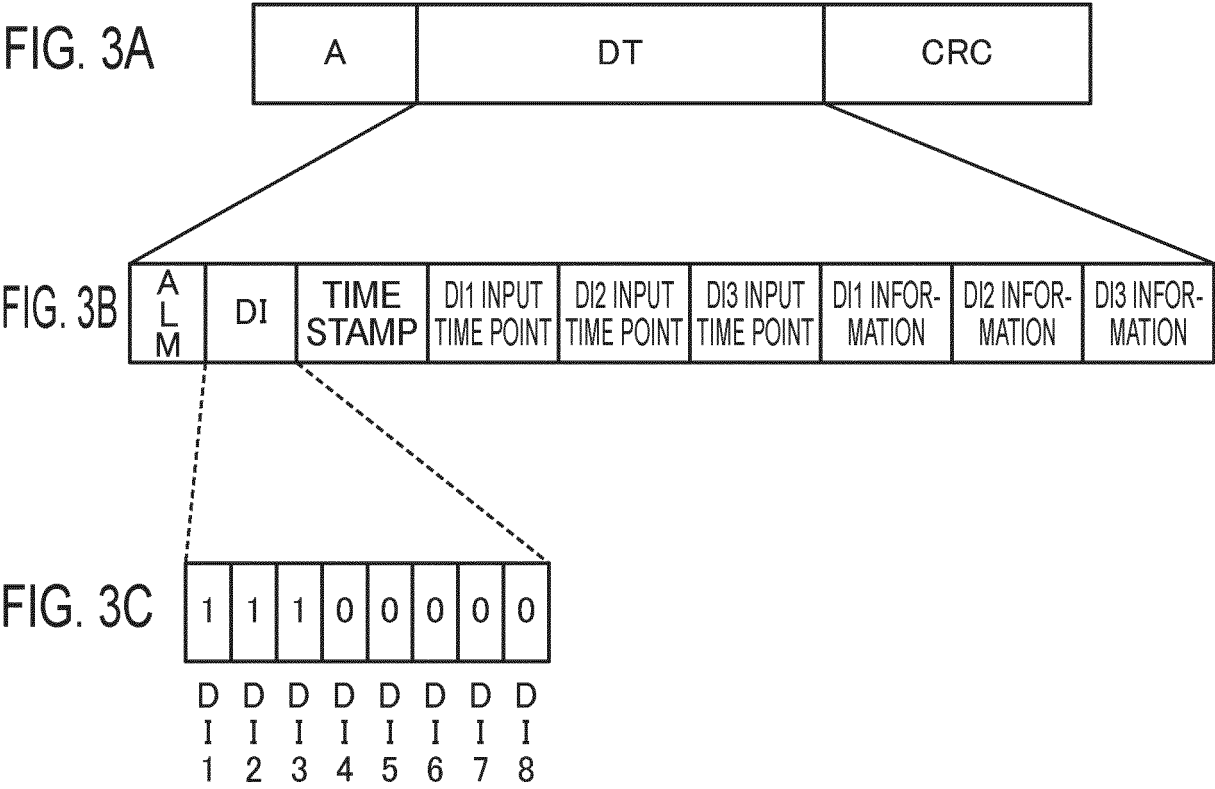 FIG. 3A
A DT CRC
FIG. 3B
A
L
M
DI
TIME
STAMP
DI1 INPUT
TIME POINT
DI2 INPUT
TIME POINT
DI3 INPUT
TIME POINT
DI1 INFOR-
MATION
DI2 INFOR-
MATION
DI3 INFOR-
MATION
FIG. 3C
1 1 1 0 0 0 0 0
D D D D D D D D
I I I I I I I I
1 2 3 4 5 6 7 8